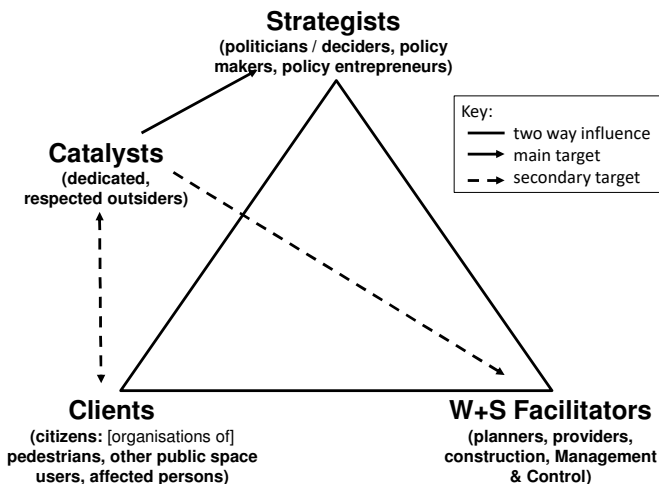 Strategists
(politicians / deciders, policy
makers, policy entrepreneurs)
Key:
two way influence
main target
secondary target
Catalysts
(dedicated,
respected outsiders)
Clients
(citizens: [organisations of]
pedestrians, other public space
users, affected persons)
W+S Facilitators
(planners, providers,
construction, Management
& Control)